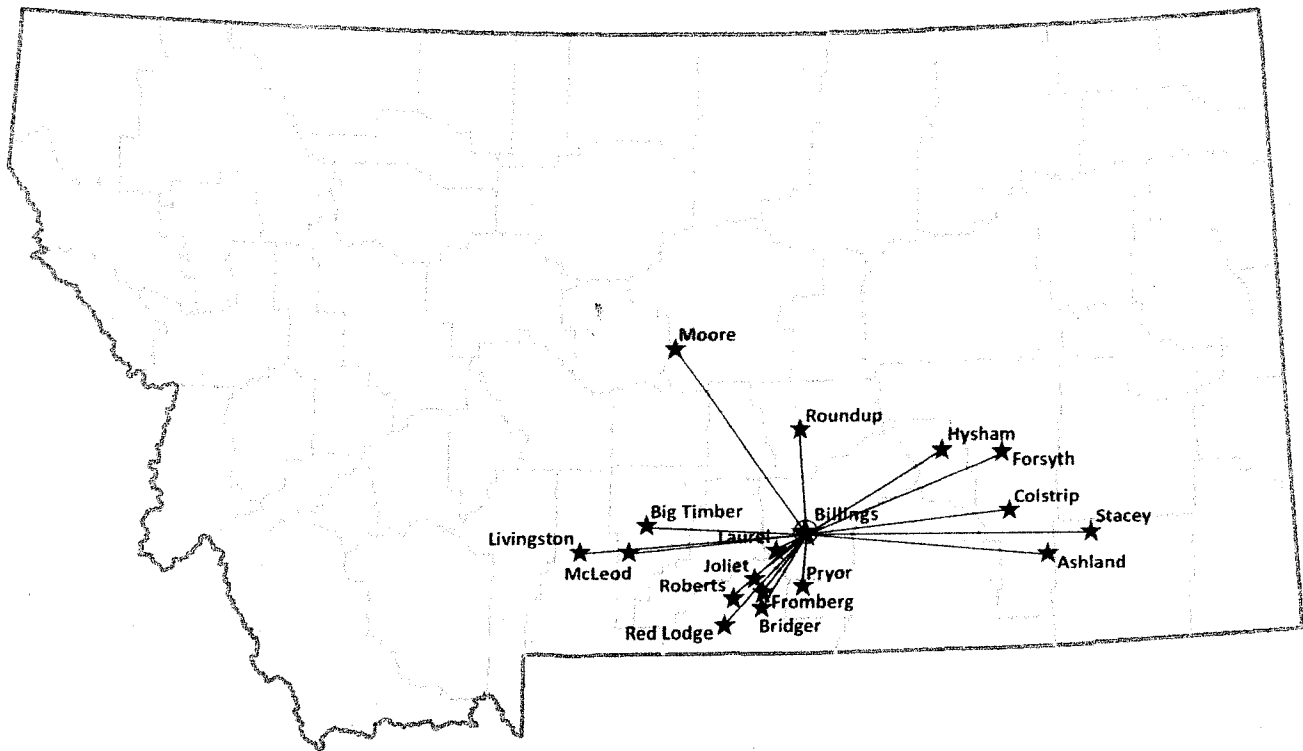 Moore
Roundup
Hysham
Forsyth
Colstrip
Big Timber
Billings
Stacey
Livingston
Laurel
McLeod
Joliet
Pryor
Ashland
Roberts
Fromberg
Red Lodge
Bridger